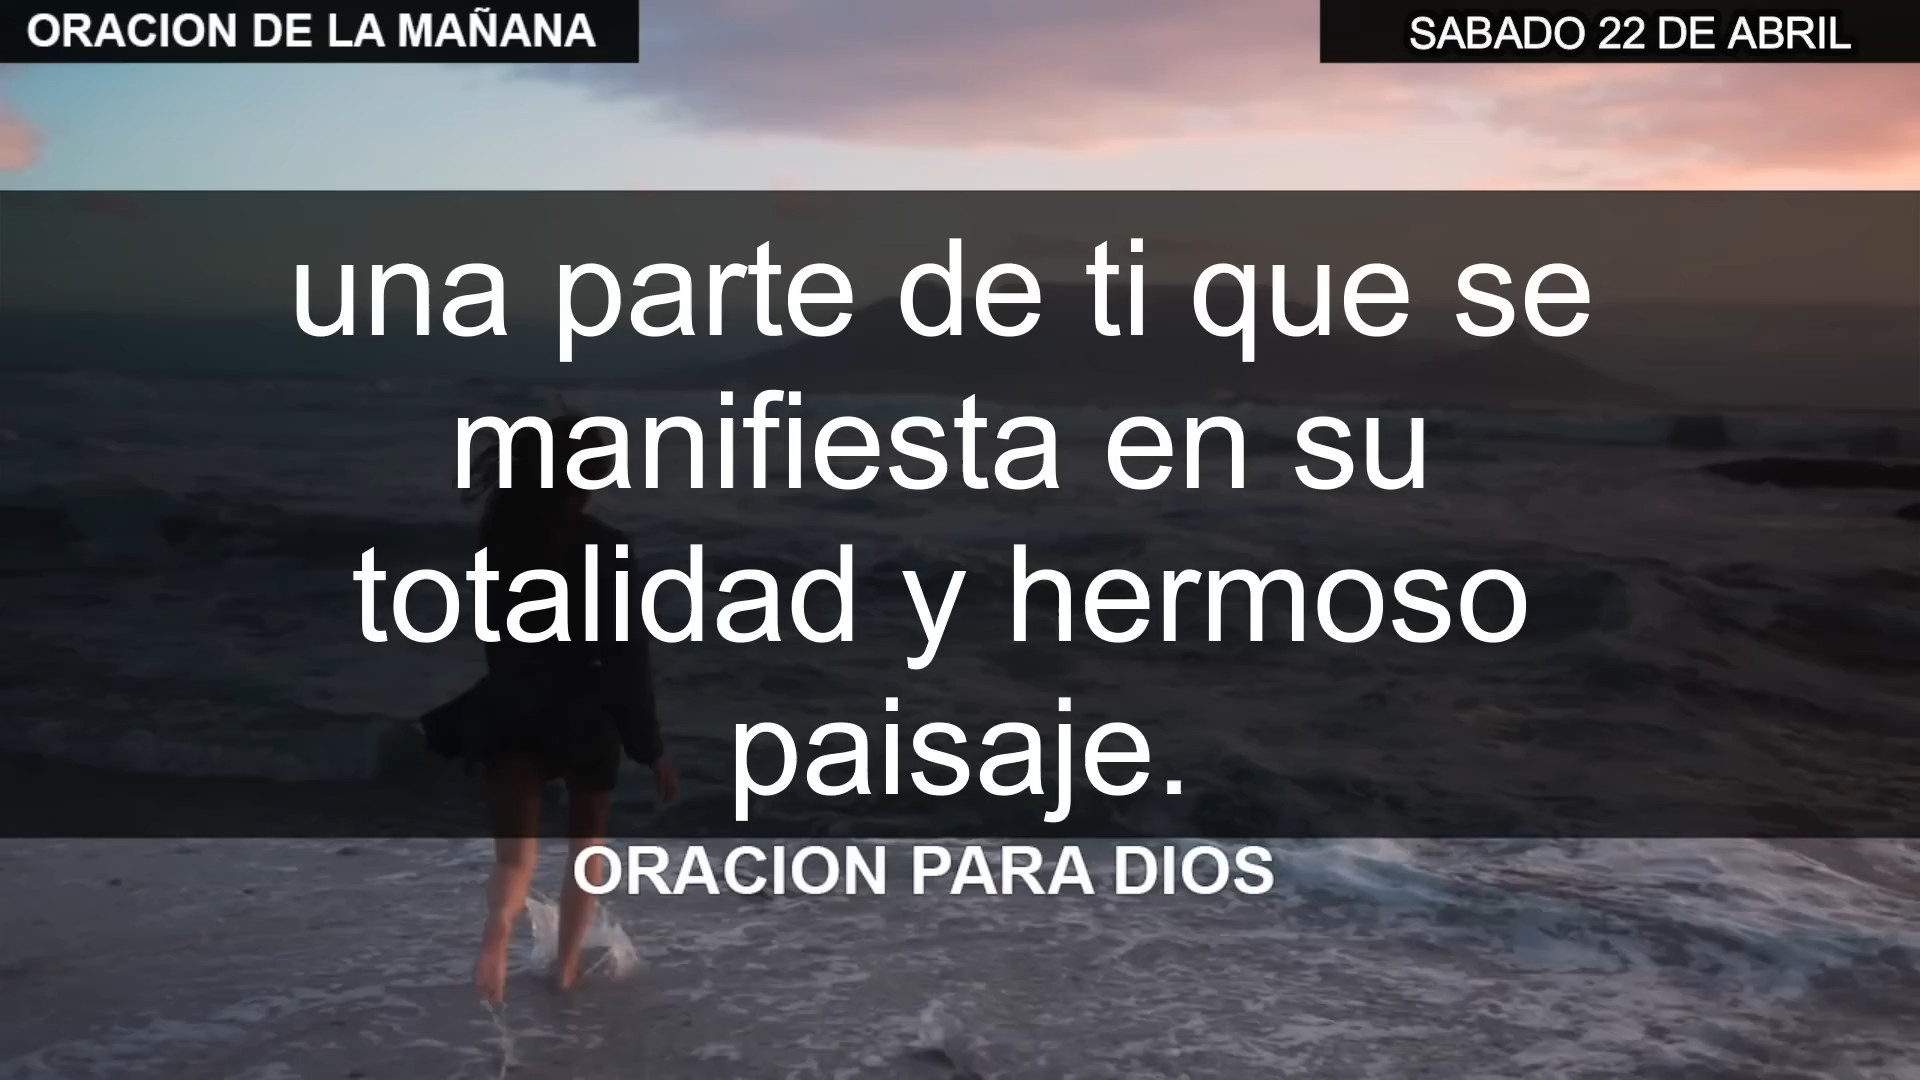 ORACION DE LA MAÑANA
SABADO 22 DE ABRIL
una parte de ti que se
manifiesta en su
totalidad y hermoso
paisaje.
ORACION PARA DIOS